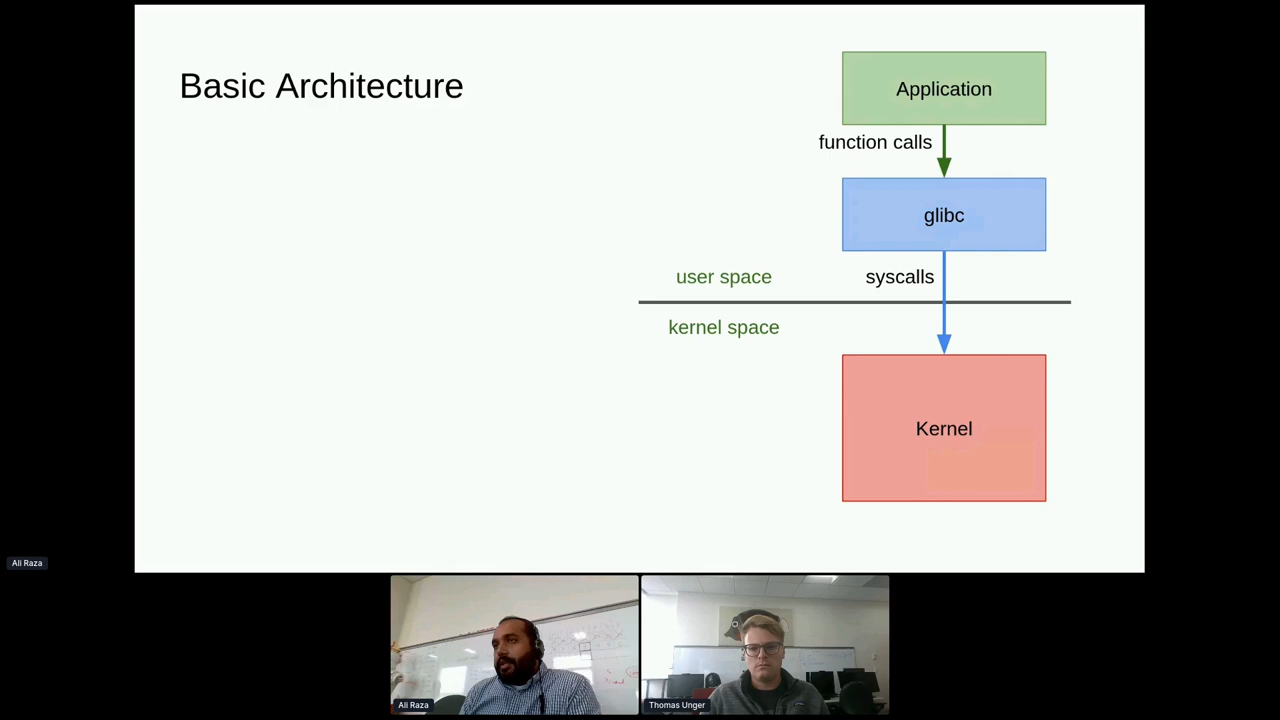 Basic Architecture
Application
function calls
glibc
user space
syscalls
kernel space
Kernel
Ali Raza
Ali Raza
Thomas Unger